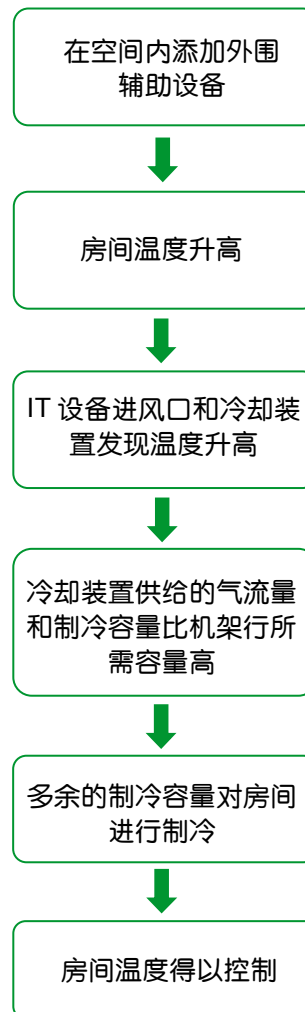 在空间内添加外围
辅助设备
房间温度升高
IT 设备进风口和冷却装
置发现温度升高
冷却装置供给的气流量
和制冷容量比机架行所
需容量高
多余的制冷容量对房间
进行制冷
房间温度得以控制